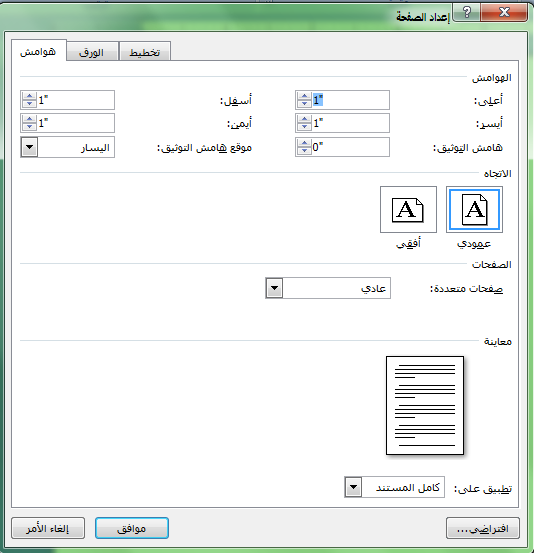 إعداد الصفحة
هوامش الورق تخطيط
الهوامش
أعلى: 1" أسفل: 1"
أيسر: 1" أيمن: 1"
هامش التوثيق: 0" موقع هامش التوثيق: اليسار
الاتجاه
A A
عمودي أفقي
الصفحات
صفحات متعددة: عادي
معاينة
تطبيق على: كامل المستند
افتراضي... موافق إلغاء الأمر